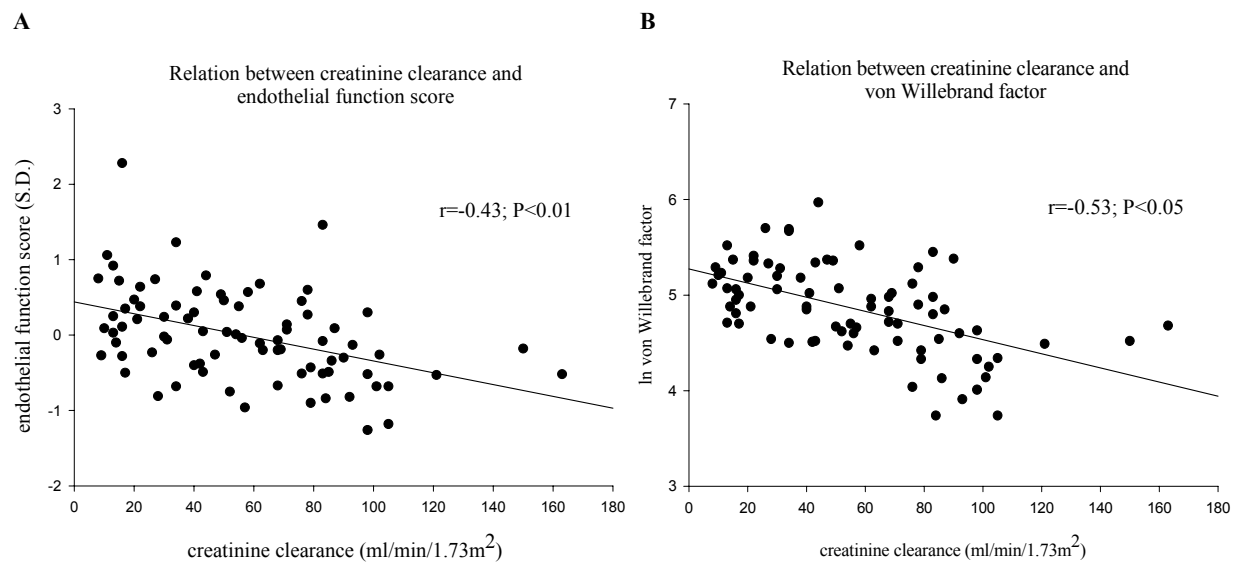 A
Relation between creatinine clearance and
endothelial function score
3
2
1
0
-1
-2
endothelial function score (S.D.)
r=-0.43; P<0.01
0 20 40 60 80 100 120 140 160 180
creatinine clearance (ml/min/1.73m²)
B
Relation between creatinine clearance and
von Willebrand factor
7
6
5
4
3
ln von Willebrand factor
r=-0.53; P<0.05
0 20 40 60 80 100 120 140 160 180
creatinine clearance (ml/min/1.73m²)